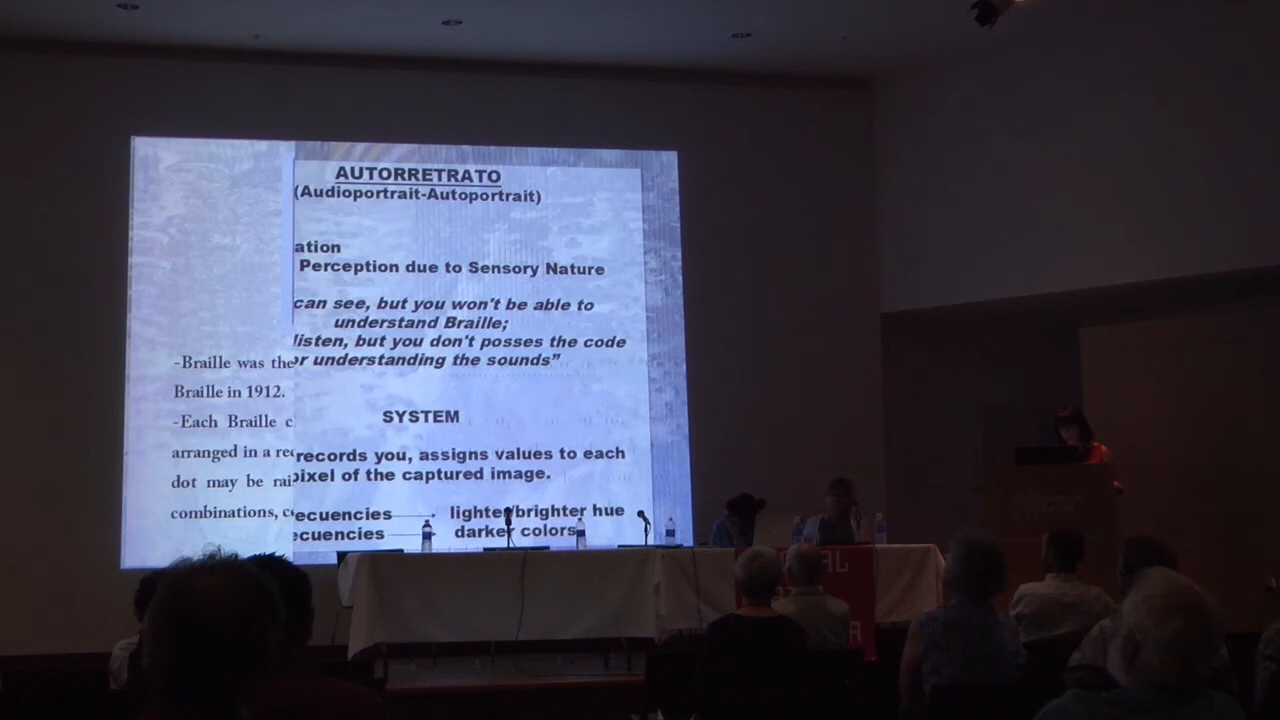 AUTORRETRATO
(Audioportrait-Autoportrait)
ation
Perception due to Sensory Nature
can see, but you won't be able to
understand Braille;
listen, but you don't posses the code
or understanding the sounds”
SYSTEM
records you, assigns values to each
pixel of the captured image.
ecuencies lighter/brighter hue
ecuencies darker colors.
-Braille was the
Braille in 1912.
-Each Braille c
arranged in a rec
dot may be rai
combinations, c